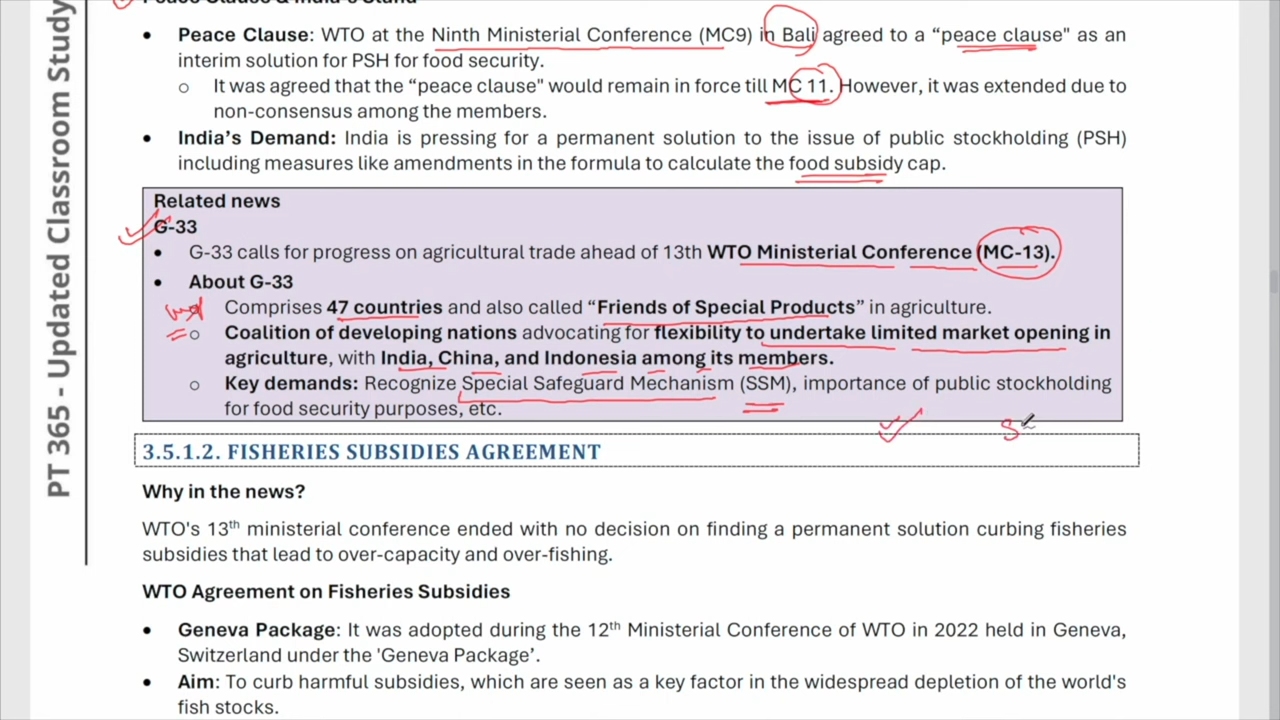 PT 365 - Updated Classroom Study
Peace Clause & India's Stand
• Peace Clause: WTO at the Ninth Ministerial Conference (MC9) in Bali agreed to a “peace clause" as an
interim solution for PSH for food security.
o It was agreed that the “peace clause" would remain in force till MC 11. However, it was extended due to
non-consensus among the members.
• India’s Demand: India is pressing for a permanent solution to the issue of public stockholding (PSH)
including measures like amendments in the formula to calculate the food subsidy cap.
Related news
G-33
• G-33 calls for progress on agricultural trade ahead of 13th WTO Ministerial Conference (MC-13).
• About G-33
Comprises 47 countries and also called “Friends of Special Products” in agriculture.
o Coalition of developing nations advocating for flexibility to undertake limited market opening in
agriculture, with India, China, and Indonesia among its members.
o Key demands: Recognize Special Safeguard Mechanism (SSM), importance of public stockholding
for food security purposes, etc.
3.5.1.2. FISHERIES SUBSIDIES AGREEMENT
Why in the news?
WTO's 13th ministerial conference ended with no decision on finding a permanent solution curbing fisheries
subsidies that lead to over-capacity and over-fishing.
WTO Agreement on Fisheries Subsidies
• Geneva Package: It was adopted during the 12th Ministerial Conference of WTO in 2022 held in Geneva,
Switzerland under the 'Geneva Package’.
• Aim: To curb harmful subsidies, which are seen as a key factor in the widespread depletion of the world's
fish stocks.